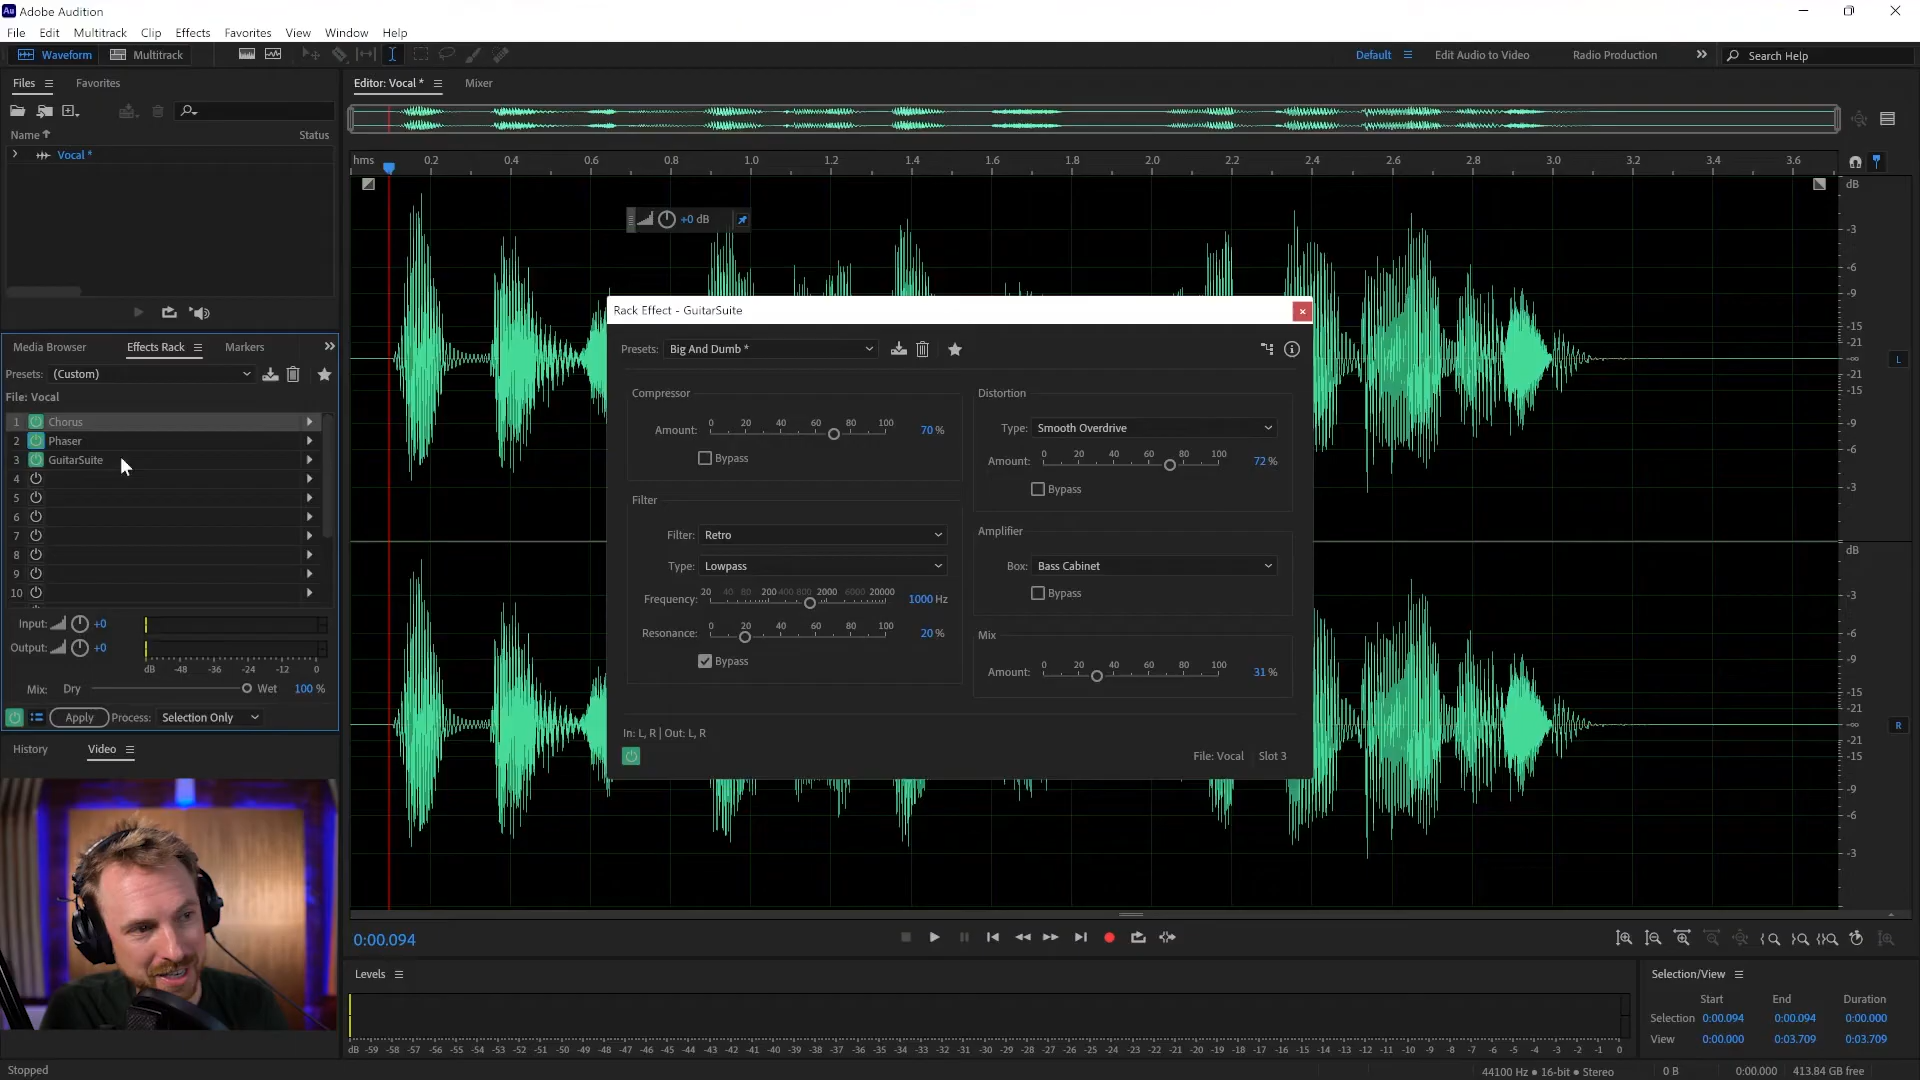 Au Adobe Audition
File Edit Multitrack Clip Effects Favorites View Window Help
Waveform Multitrack Default Edit Audio to Video Radio Production Search Help
Files Favorites
Name Status
Vocal *
Editor: Vocal * Mixer
hms 0.2 0.4 0.6 0.8 1.0 1.2 1.4 1.6 1.8 2.0 2.2 2.4 2.6 2.8 3.0 3.2 3.4 3.6
+0 dB
dB
-3
-6
-9
-15
-21
-∞
-21
-15
-9
-6
-3
L
dB
-3
-6
-9
-15
-21
-∞
-21
-15
-9
-6
-3
R
Media Browser Effects Rack Markers
Presets: (Custom)
File: Vocal
1 Chorus
2 Phaser
3 GuitarSuite
4
5
6
7
8
9
10
Input: +0
Output: +0
dB -48 -36 -24 -12 0
Mix: Dry Wet 100 %
Apply Process: Selection Only
History Video
Rack Effect - GuitarSuite
Presets: Big And Dumb *
Compressor
0 20 40 60 80 100
Amount: 70 %
Bypass
Filter
Filter: Retro
Type: Lowpass
20 40 80 200 400 800 2000 6000 20000
Frequency: 1000 Hz
0 20 40 60 80 100
Resonance: 20 %
Bypass
Distortion
Type: Smooth Overdrive
0 20 40 60 80 100
Amount: 72 %
Bypass
Amplifier
Box: Bass Cabinet
Bypass
Mix
0 20 40 60 80 100
Amount: 31 %
In: L, R | Out: L, R
File: Vocal Slot 3
0:00.094
Levels
dB -59 -58 -57 -56 -55 -54 -53 -52 -51 -50 -49 -48 -47 -46 -45 -44 -43 -42 -41 -40 -39 -38 -37 -36 -35 -34 -33 -32 -31 -30 -29 -28 -27 -26 -25 -24 -23 -22 -21 -20 -19 -18 -17 -16 -15 -14 -13 -12 -11 -10 -9 -8 -7 -6 -5 -4 -3 -2 -1 0
Selection/View
Start End Duration
Selection 0:00.094 0:00.094 0:00.000
View 0:00.000 0:03.709 0:03.709
Stopped 44100 Hz • 16-bit • Stereo 0 B 0:00.000 413.84 GB free